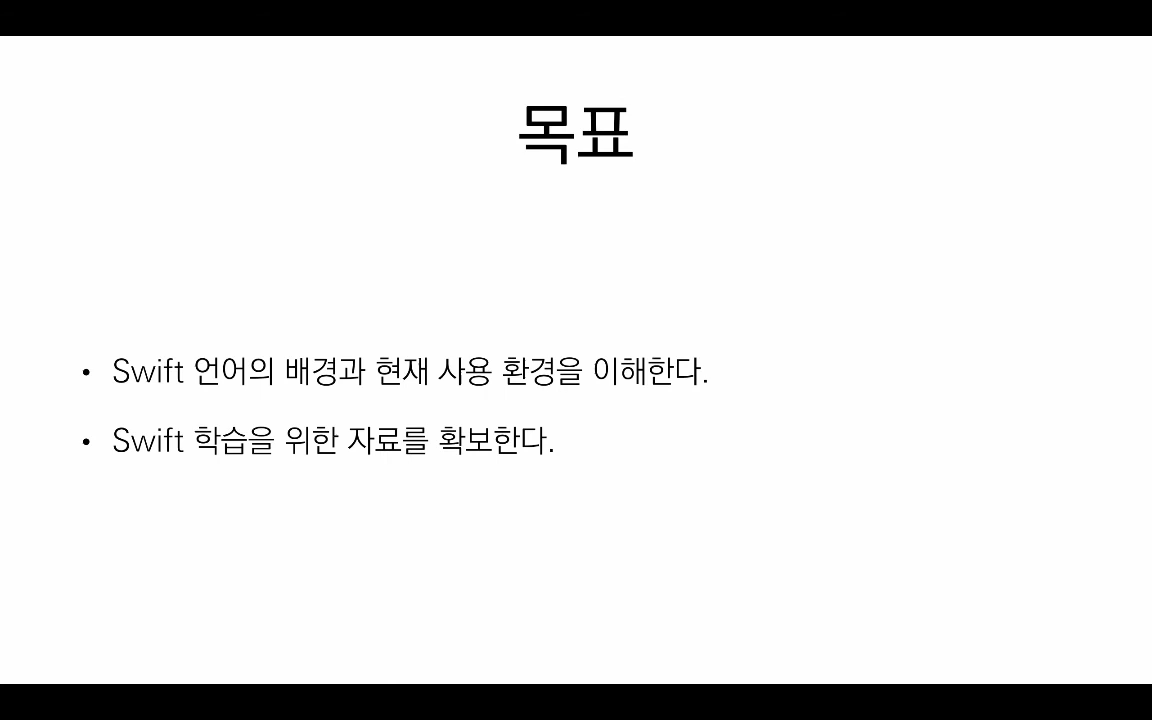 목표
• Swift 언어의 배경과 현재 사용 환경을 이해한다.
• Swift 학습을 위한 자료를 확보한다.